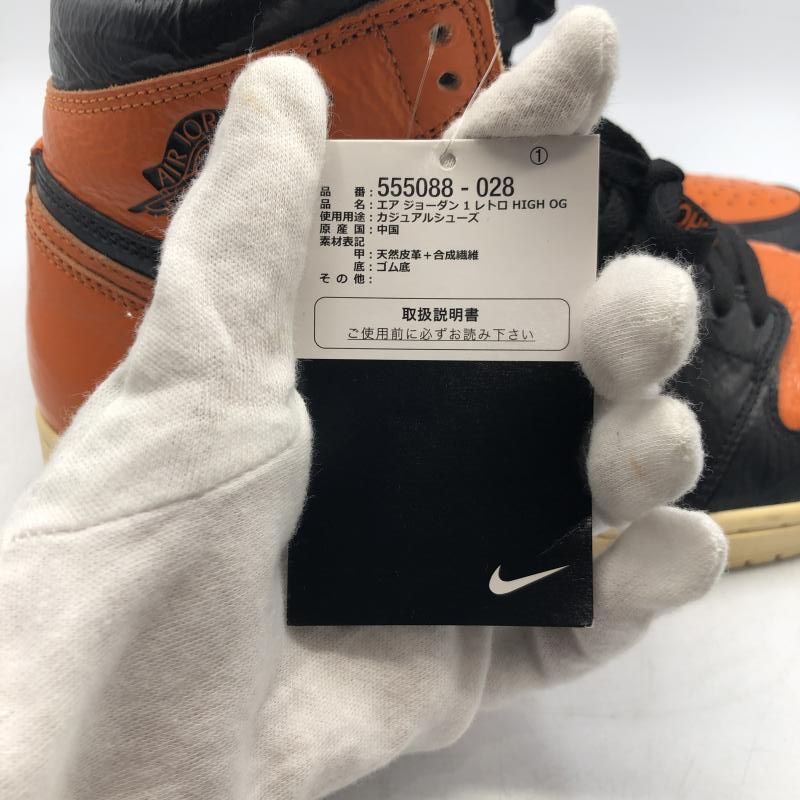 ①
品 番：555088 - 028
品 名：エア ジョーダン 1 レトロ HIGH OG
使用用途：カジュアルシューズ
原 産 国：中国
素材表記
甲：天然皮革＋合成繊維
底：ゴム底
そ の 他：
取扱説明書
ご使用前に必ずお読み下さい
AIR JORDAN